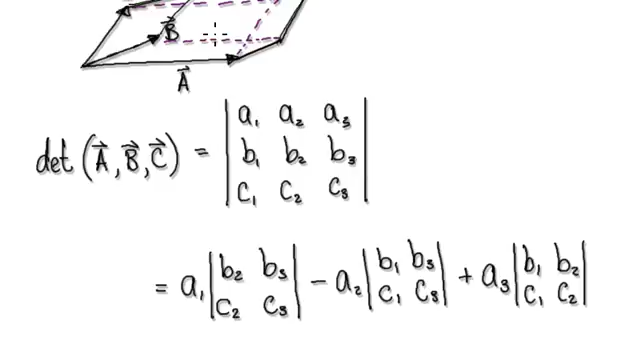 B⃗
A⃗
det (A⃗, B⃗, C⃗) = | a₁ a₂ a₃ |
| b₁ b₂ b₃ |
| c₁ c₂ c₃ |
= a₁ | b₂ b₃ | - a₂ | b₁ b₃ | + a₃ | b₁ b₂ |
| c₂ c₃ | | c₁ c₃ | | c₁ c₂ |